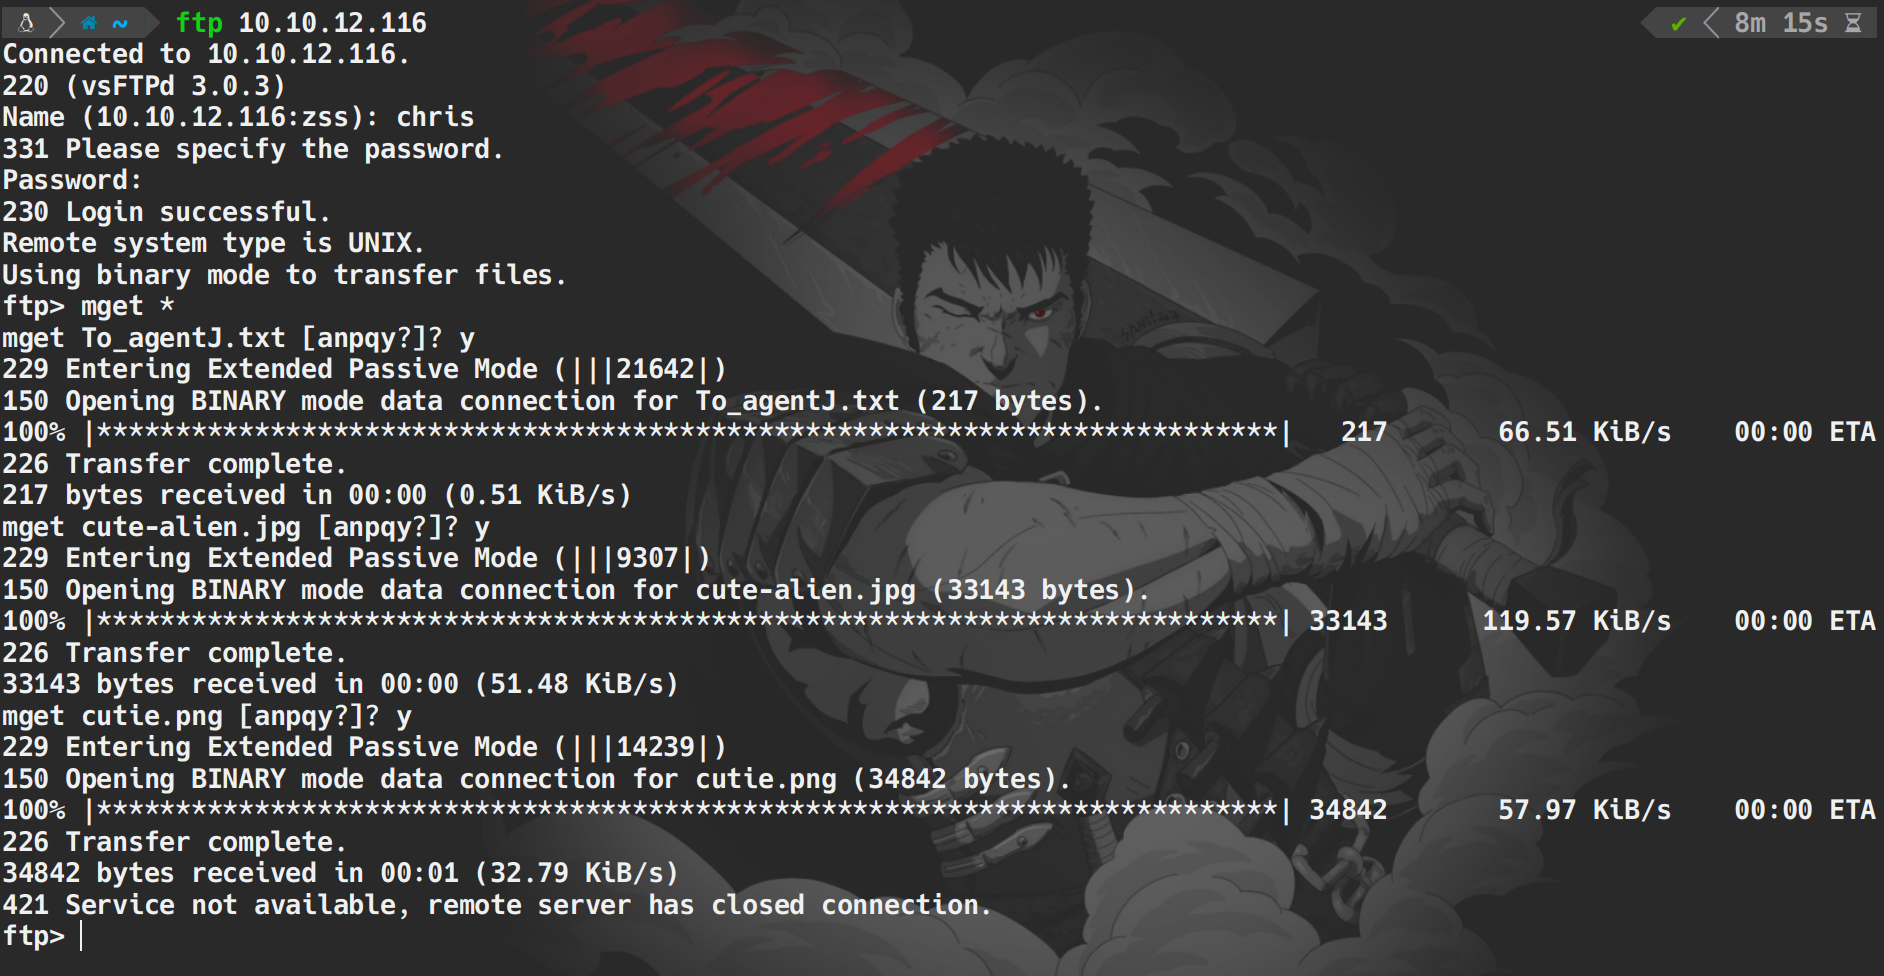 ~ ftp 10.10.12.116 ✔ 8m 15s
Connected to 10.10.12.116.
220 (vsFTPd 3.0.3)
Name (10.10.12.116:zss): chris
331 Please specify the password.
Password:
230 Login successful.
Remote system type is UNIX.
Using binary mode to transfer files.
ftp> mget *
mget To_agentJ.txt [anpqy?]? y
229 Entering Extended Passive Mode (|||21642|)
150 Opening BINARY mode data connection for To_agentJ.txt (217 bytes).
100% |***************************************************************************| 217 66.51 KiB/s 00:00 ETA
226 Transfer complete.
217 bytes received in 00:00 (0.51 KiB/s)
mget cute-alien.jpg [anpqy?]? y
229 Entering Extended Passive Mode (|||9307|)
150 Opening BINARY mode data connection for cute-alien.jpg (33143 bytes).
100% |***************************************************************************| 33143 119.57 KiB/s 00:00 ETA
226 Transfer complete.
33143 bytes received in 00:00 (51.48 KiB/s)
mget cutie.png [anpqy?]? y
229 Entering Extended Passive Mode (|||14239|)
150 Opening BINARY mode data connection for cutie.png (34842 bytes).
100% |***************************************************************************| 34842 57.97 KiB/s 00:00 ETA
226 Transfer complete.
34842 bytes received in 00:01 (32.79 KiB/s)
421 Service not available, remote server has closed connection.
ftp>